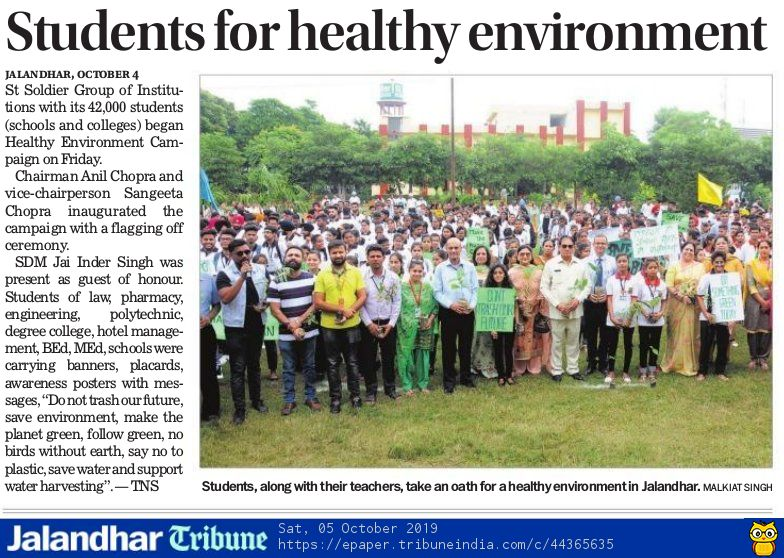 Students for healthy environment
JALANDHAR, OCTOBER 4
St Soldier Group of Institu-
tions with its 42,000 students
(schools and colleges) began
Healthy Environment Cam-
paign on Friday.
Chairman Anil Chopra and
vice-chairperson Sangeeta
Chopra inaugurated the
campaign with a flagging off
ceremony.
SDM Jai Inder Singh was
present as guest of honour.
Students of law, pharmacy,
engineering, polytechnic,
degree college, hotel manage-
ment, BEd, MEd, schools were
carrying banners, placards,
awareness posters with mes-
sages, “Do not trash our future,
save environment, make the
planet green, follow green, no
birds without earth, say no to
plastic, save water and support
water harvesting”. — TNS
DONT
TRASH OUR
FUTURE
SAVE
DO
SOMETHING
GREEN
TODAY
Students, along with their teachers, take an oath for a healthy environment in Jalandhar. MALKIAT SINGH
Jalandhar Tribune
Sat, 05 October 2019
https://epaper.tribuneindia.com/c/44365635